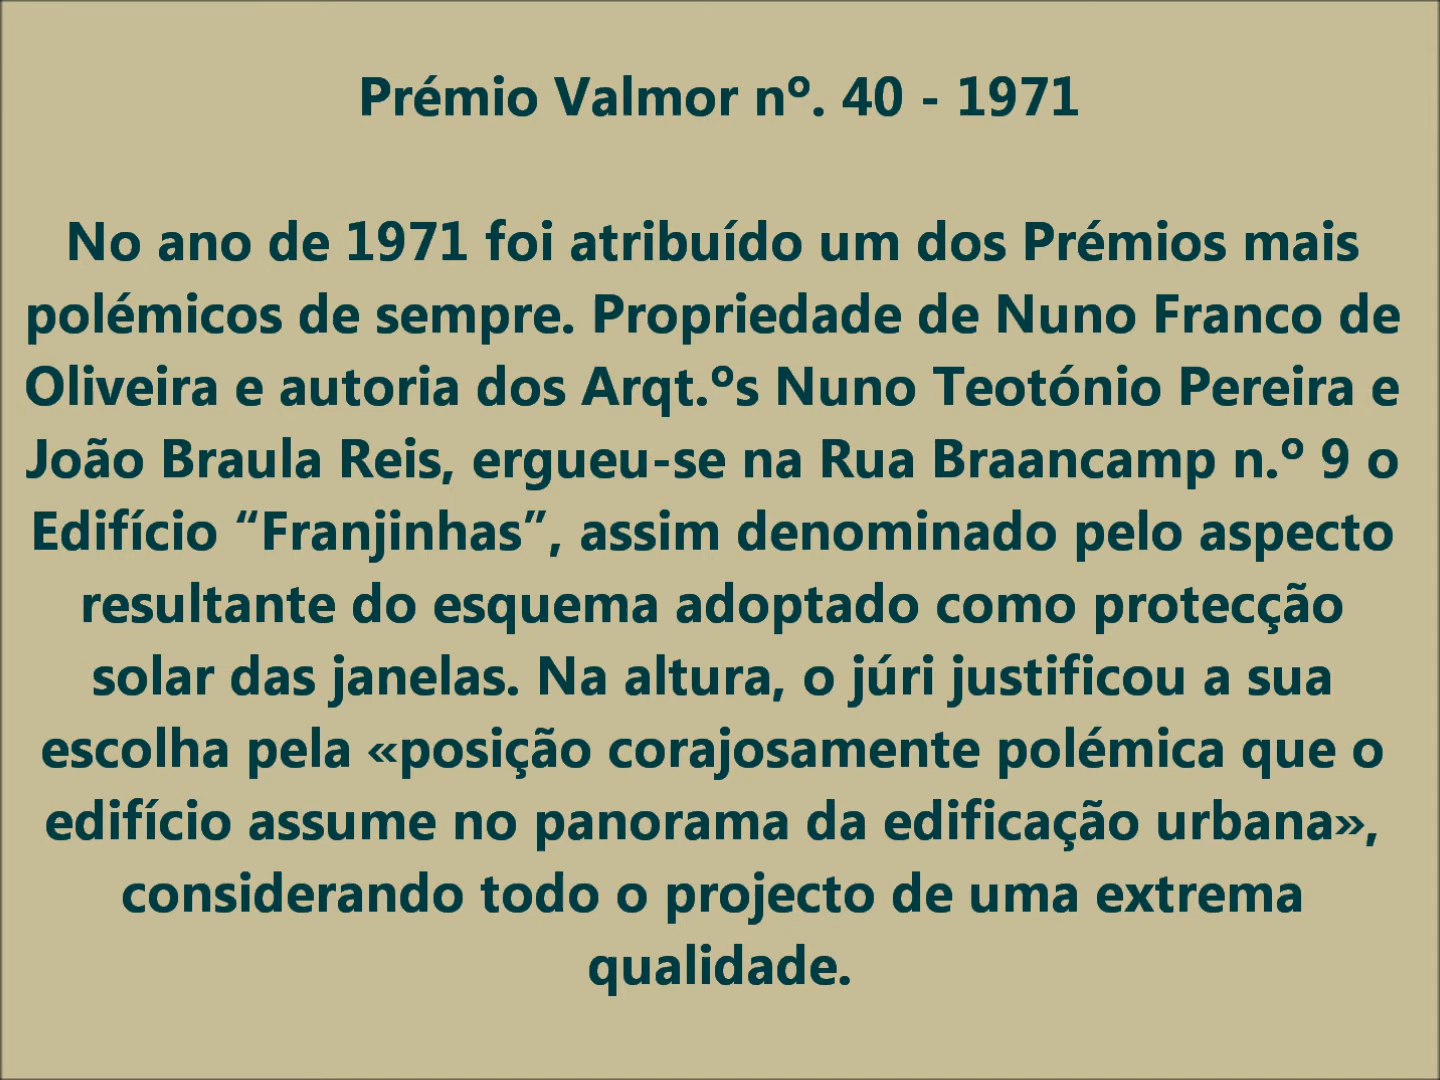 Prémio Valmor nº. 40 - 1971
No ano de 1971 foi atribuído um dos Prémios mais
polémicos de sempre. Propriedade de Nuno Franco de
Oliveira e autoria dos Arqt.ºs Nuno Teotónio Pereira e
João Braula Reis, ergueu-se na Rua Braancamp n.º 9 o
Edifício “Franjinhas”, assim denominado pelo aspecto
resultante do esquema adoptado como protecção
solar das janelas. Na altura, o júri justificou a sua
escolha pela «posição corajosamente polémica que o
edifício assume no panorama da edificação urbana»,
considerando todo o projecto de uma extrema
qualidade.